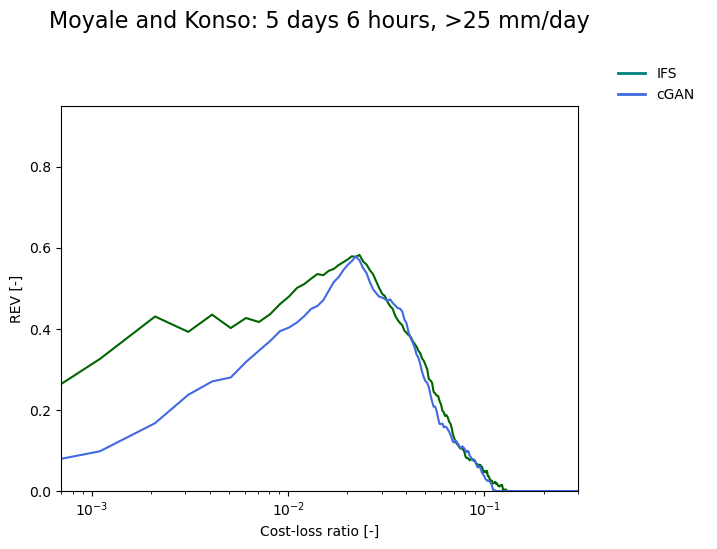 Moyale and Konso: 5 days 6 hours, >25 mm/day
IFS
cGAN
0.8
0.6
0.4
0.2
0.0
REV [-]
10⁻³
10⁻²
10⁻¹
Cost-loss ratio [-]